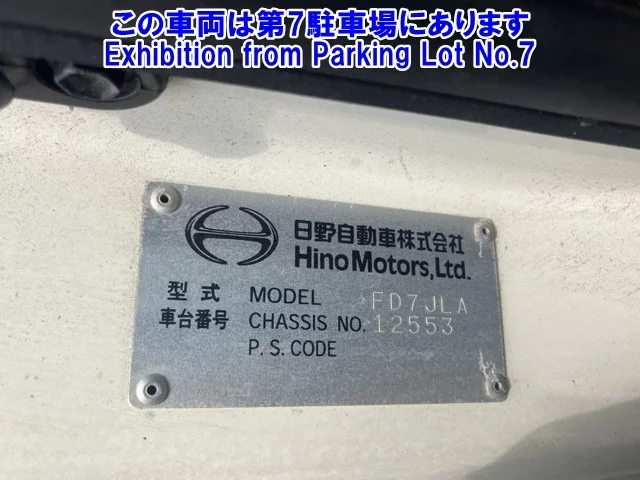 この車両は第7駐車場にあります
Exhibition from Parking Lot No.7
日野自動車株式会社
Hino Motors, Ltd.
型式 MODEL FD7JLA
車台番号 CHASSIS NO. 12553
P. S. CODE